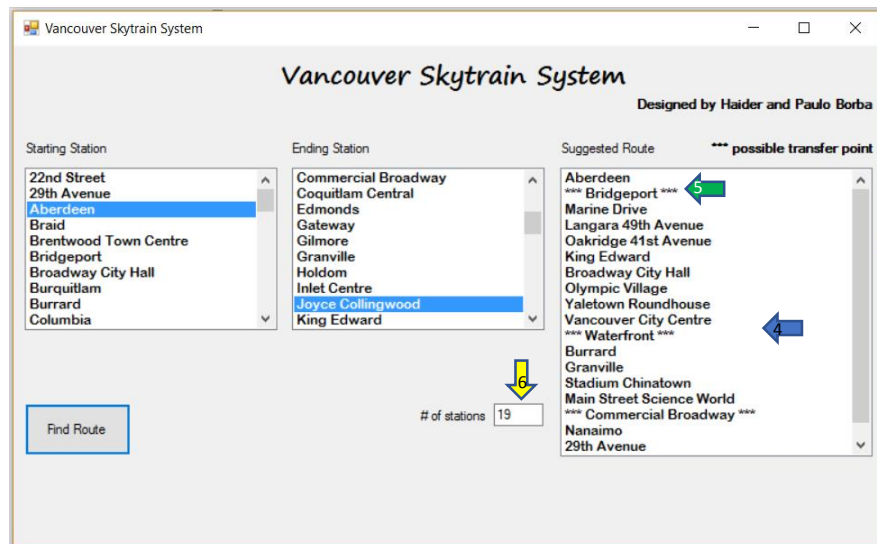 Vancouver Skytrain System
Vancouver Skytrain System
Designed by Haider and Paulo Borba
Starting Station
Ending Station
Suggested Route
*** possible transfer point
22nd Street
29th Avenue
Aberdeen
Braid
Brentwood Town Centre
Bridgeport
Broadway City Hall
Burquitlam
Burrard
Columbia
Commercial Broadway
Coquitlam Central
Edmonds
Gateway
Gilmore
Granville
Holdom
Inlet Centre
Joyce Collingwood
King Edward
Aberdeen
*** Bridgeport ***
5
Marine Drive
Langara 49th Avenue
Oakridge 41st Avenue
King Edward
Broadway City Hall
Olympic Village
Yaletown Roundhouse
Vancouver City Centre
4
*** Waterfront ***
Burrard
Granville
Stadium Chinatown
Main Street Science World
*** Commercial Broadway ***
Nanaimo
29th Avenue
6
# of stations
19
Find Route